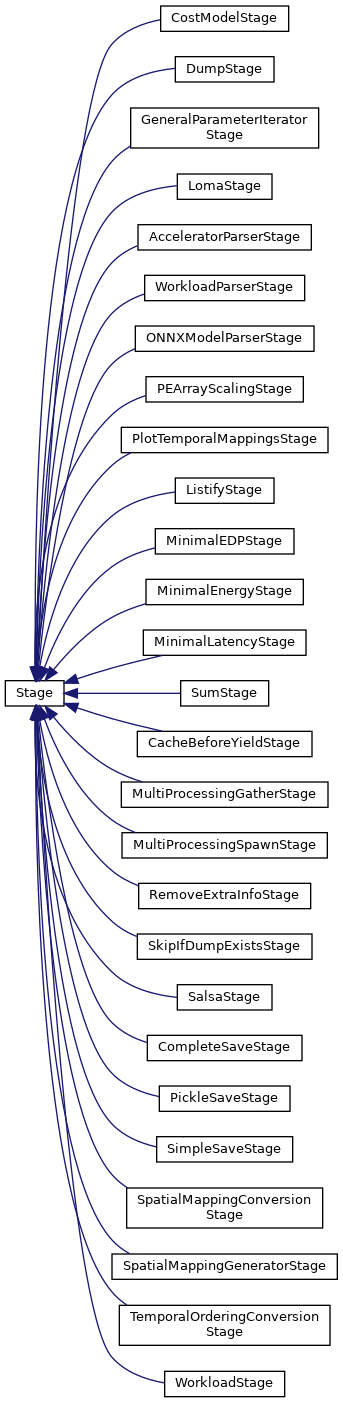 CostModelStage
DumpStage
GeneralParameterIterator
Stage
LomaStage
AcceleratorParserStage
WorkloadParserStage
ONNXModelParserStage
PEArrayScalingStage
PlotTemporalMappingsStage
ListifyStage
MinimalEDPStage
MinimalEnergyStage
MinimalLatencyStage
Stage
SumStage
CacheBeforeYieldStage
MultiProcessingGatherStage
MultiProcessingSpawnStage
RemoveExtraInfoStage
SkipIfDumpExistsStage
SalsaStage
CompleteSaveStage
PickleSaveStage
SimpleSaveStage
SpatialMappingConversion
Stage
SpatialMappingGeneratorStage
TemporalOrderingConversion
Stage
WorkloadStage